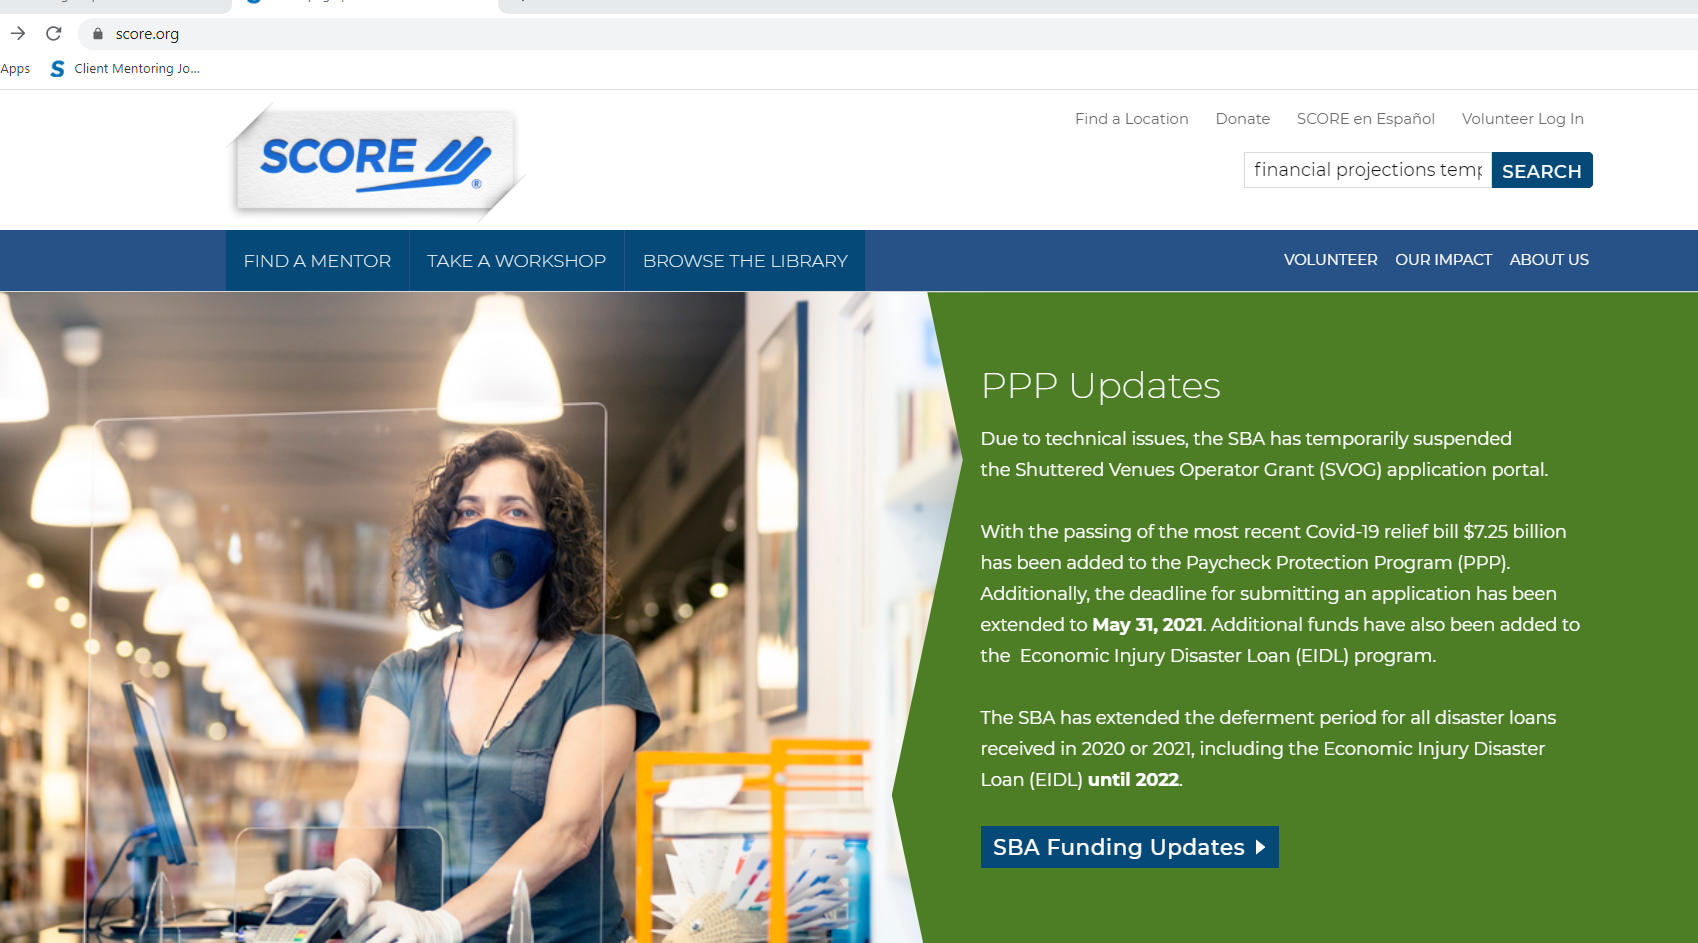 score.org
Apps
Client Mentoring Jo...
SCORE ®
Find a Location Donate SCORE en Español Volunteer Log In
financial projections temp
SEARCH
FIND A MENTOR TAKE A WORKSHOP BROWSE THE LIBRARY
VOLUNTEER OUR IMPACT ABOUT US
PPP Updates
Due to technical issues, the SBA has temporarily suspended
the Shuttered Venues Operator Grant (SVOG) application portal.
With the passing of the most recent Covid-19 relief bill $7.25 billion
has been added to the Paycheck Protection Program (PPP).
Additionally, the deadline for submitting an application has been
extended to May 31, 2021. Additional funds have also been added to
the Economic Injury Disaster Loan (EIDL) program.
The SBA has extended the deferment period for all disaster loans
received in 2020 or 2021, including the Economic Injury Disaster
Loan (EIDL) until 2022.
SBA Funding Updates